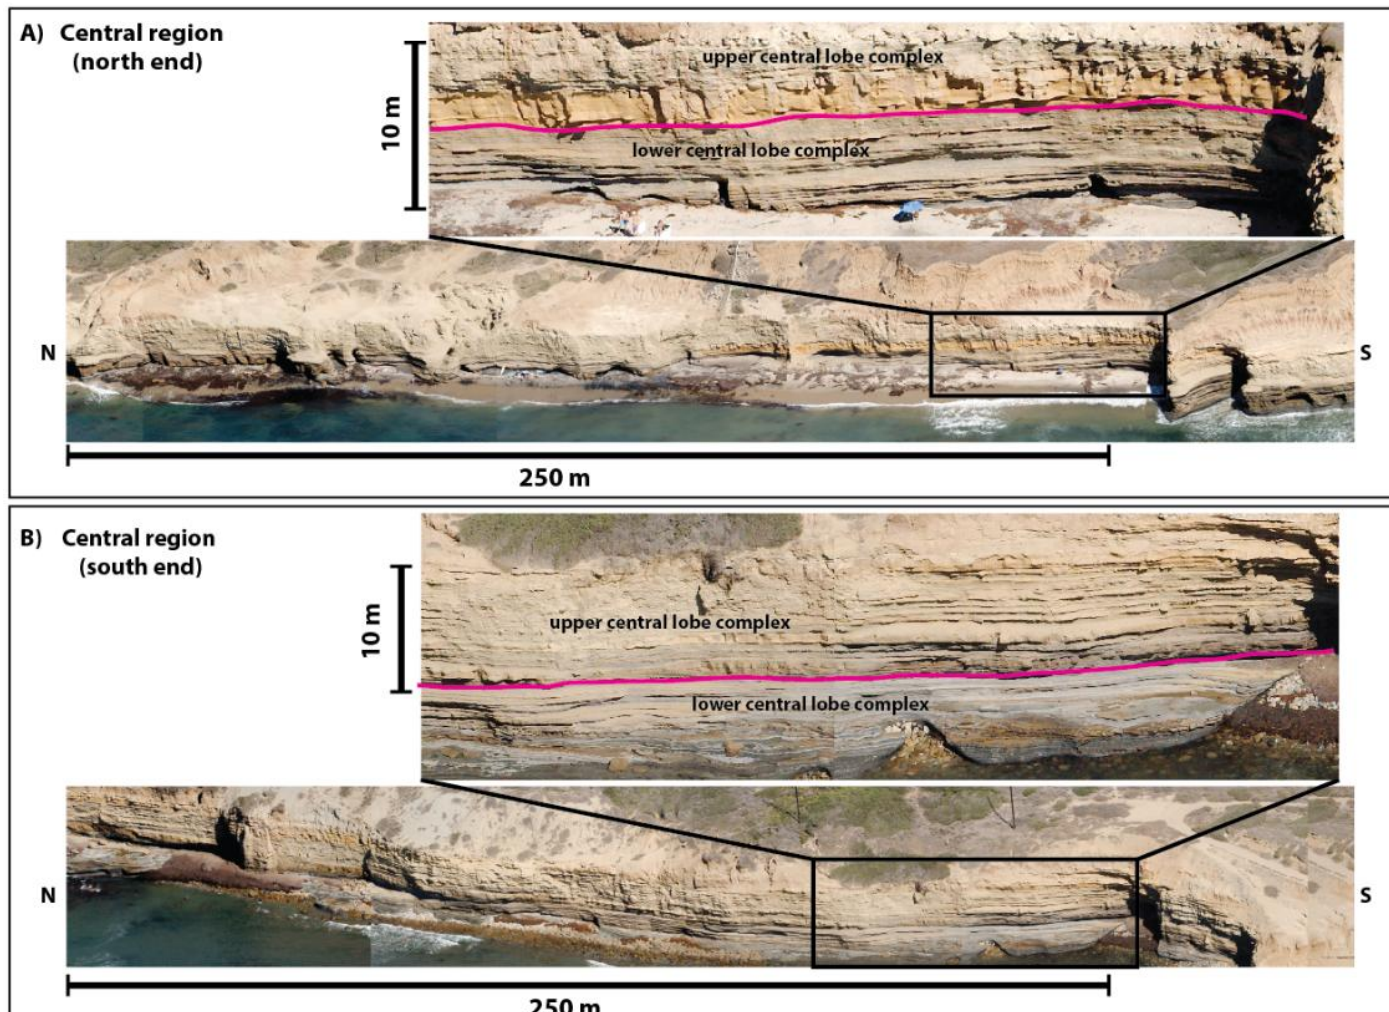 A) Central region
(north end)
10 m
upper central lobe complex
lower central lobe complex
N
S
250 m
B) Central region
(south end)
10 m
upper central lobe complex
lower central lobe complex
N
S
250 m